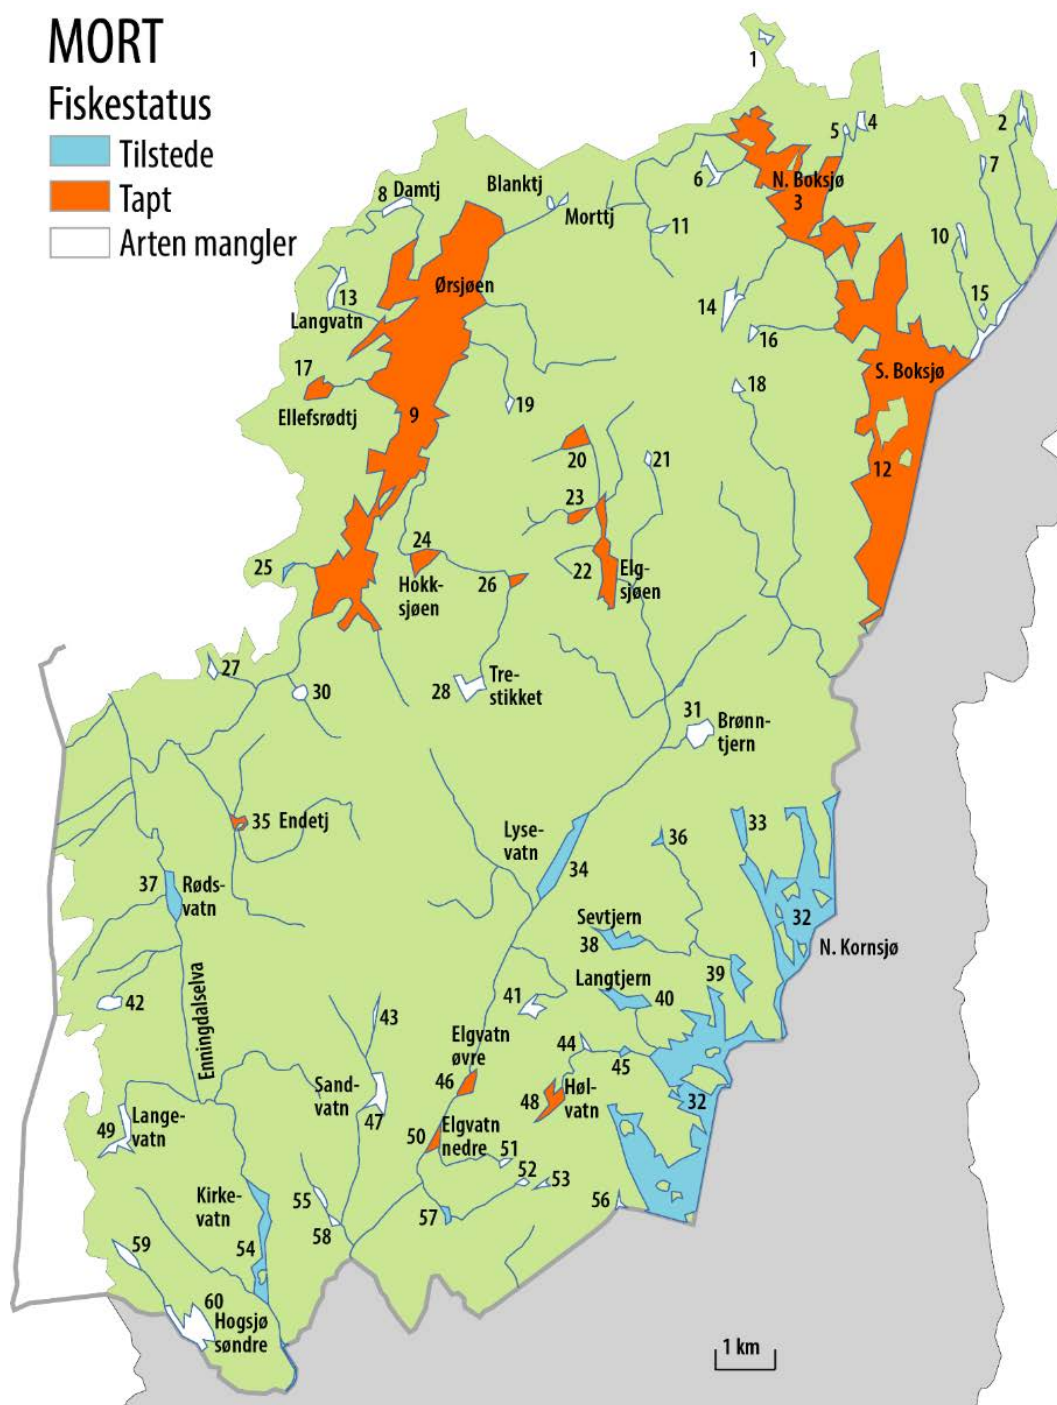 MORT
Fiskestatus
Tilstede
Tapt
Arten mangler
1
2
4
5
7
6
N. Boksjø
3
8 Damtj
Blanktj
Morttj
11
10
13
Langvatn
Ørsjøen
14
15
16
17
Ellefsrødtj
9
19
18
S. Boksjø
12
20
21
23
24
Hokk-
sjøen
22
Elg-
sjøen
25
26
27
30
28
Tre-
stikket
31
Brønn-
tjern
35 Endetj
Lyse-
vatn
34
36
33
37
Røds-
vatn
Sevtjern
38
32
N. Kornsjø
39
Langtjern
40
Enningdalselva
42
41
43
44
45
Elgvatn
øvre
46
Sand-
vatn
47
48
Høl-
vatn
32
49
Lange-
vatn
50
Elgvatn
nedre
51
52
53
Kirke-
vatn
54
55
58
57
56
59
60
Hogsjø
søndre
1 km